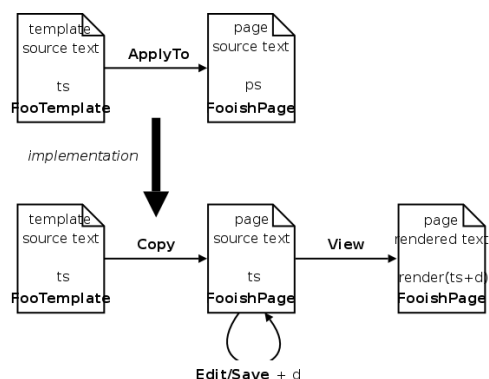 template
source text
ts
FooTemplate
ApplyTo
page
source text
ps
FooishPage
implementation
template
source text
ts
FooTemplate
Copy
page
source text
ts
FooishPage
View
page
rendered text
render(ts+d)
FooishPage
Edit/Save + d